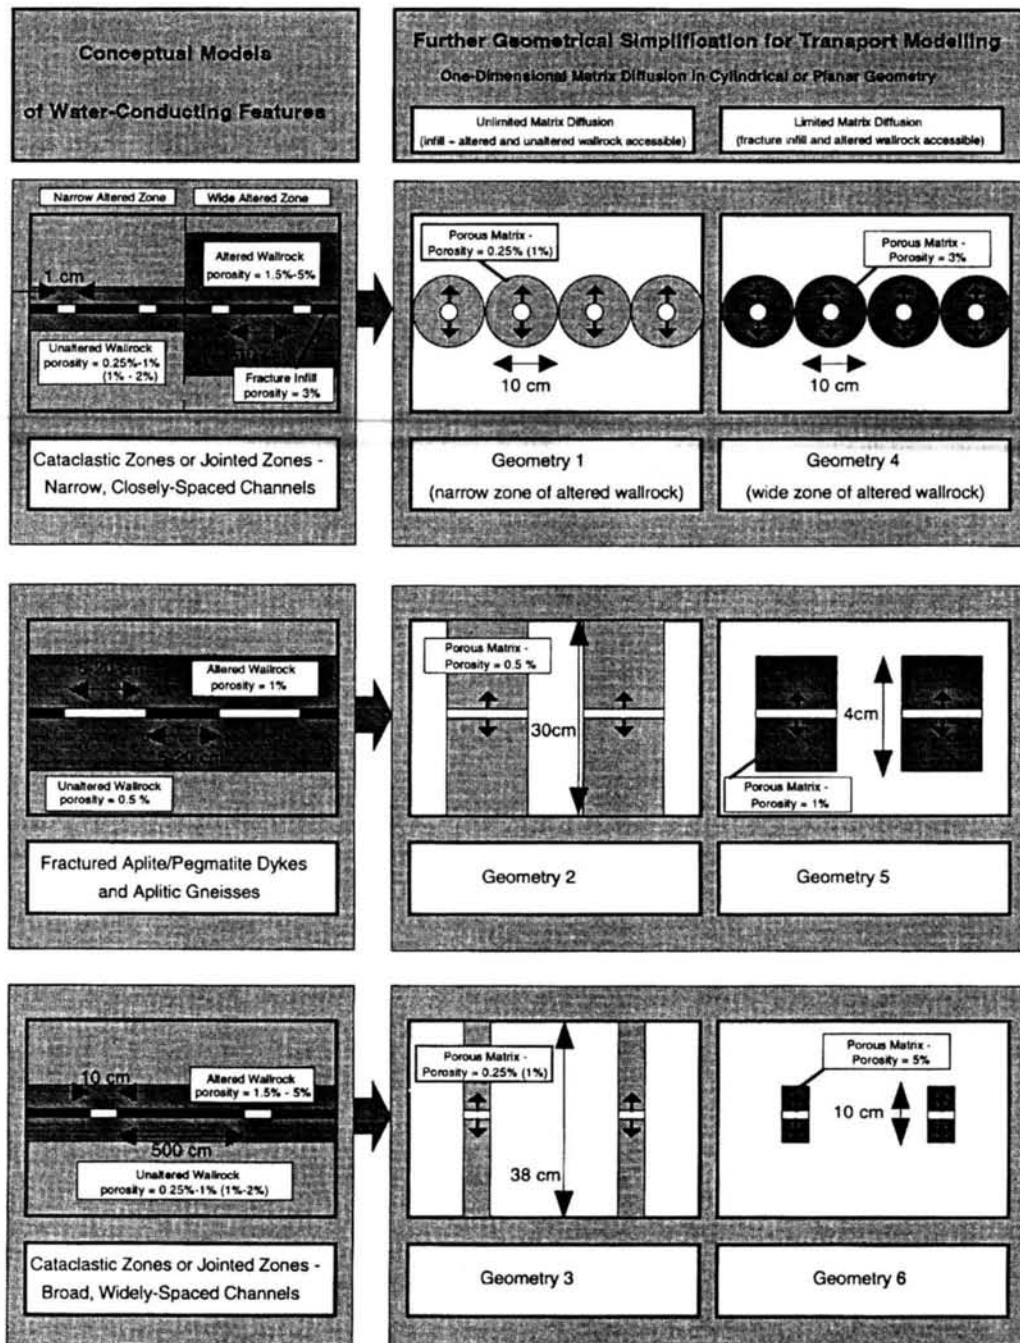 Conceptual Models
of Water-Conducting Features
Further Geometrical Simplification for Transport Modelling
One-Dimensional Matrix Diffusion in Cylindrical or Planar Geometry
Unlimited Matrix Diffusion
(infill - altered and unaltered wallrock accessible)
Limited Matrix Diffusion
(fracture infill and altered wallrock accessible)
Narrow Altered Zone
Wide Altered Zone
Altered Wallrock
porosity = 1.5%-5%
1 cm
Unaltered Wallrock
porosity = 0.25%-1%
(1% - 2%)
Fracture Infill
porosity = 3%
Cataclastic Zones or Jointed Zones -
Narrow, Closely-Spaced Channels
Porous Matrix -
Porosity = 0.25% (1%)
10 cm
Geometry 1
(narrow zone of altered wallrock)
Porous Matrix -
Porosity = 3%
10 cm
Geometry 4
(wide zone of altered wallrock)
Altered Wallrock
porosity = 1%
5-20 cm
Unaltered Wallrock
porosity = 0.5 %
Fractured Aplite/Pegmatite Dykes
and Aplitic Gneisses
Porous Matrix -
Porosity = 0.5 %
30cm
Geometry 2
4cm
Porous Matrix -
Porosity = 1%
Geometry 5
10 cm
Altered Wallrock
porosity = 1.5% - 5%
500 cm
Unaltered Wallrock
porosity = 0.25%-1% (1%-2%)
Cataclastic Zones or Jointed Zones -
Broad, Widely-Spaced Channels
Porous Matrix -
Porosity = 0.25% (1%)
38 cm
Geometry 3
Porous Matrix -
Porosity = 5%
10 cm
Geometry 6